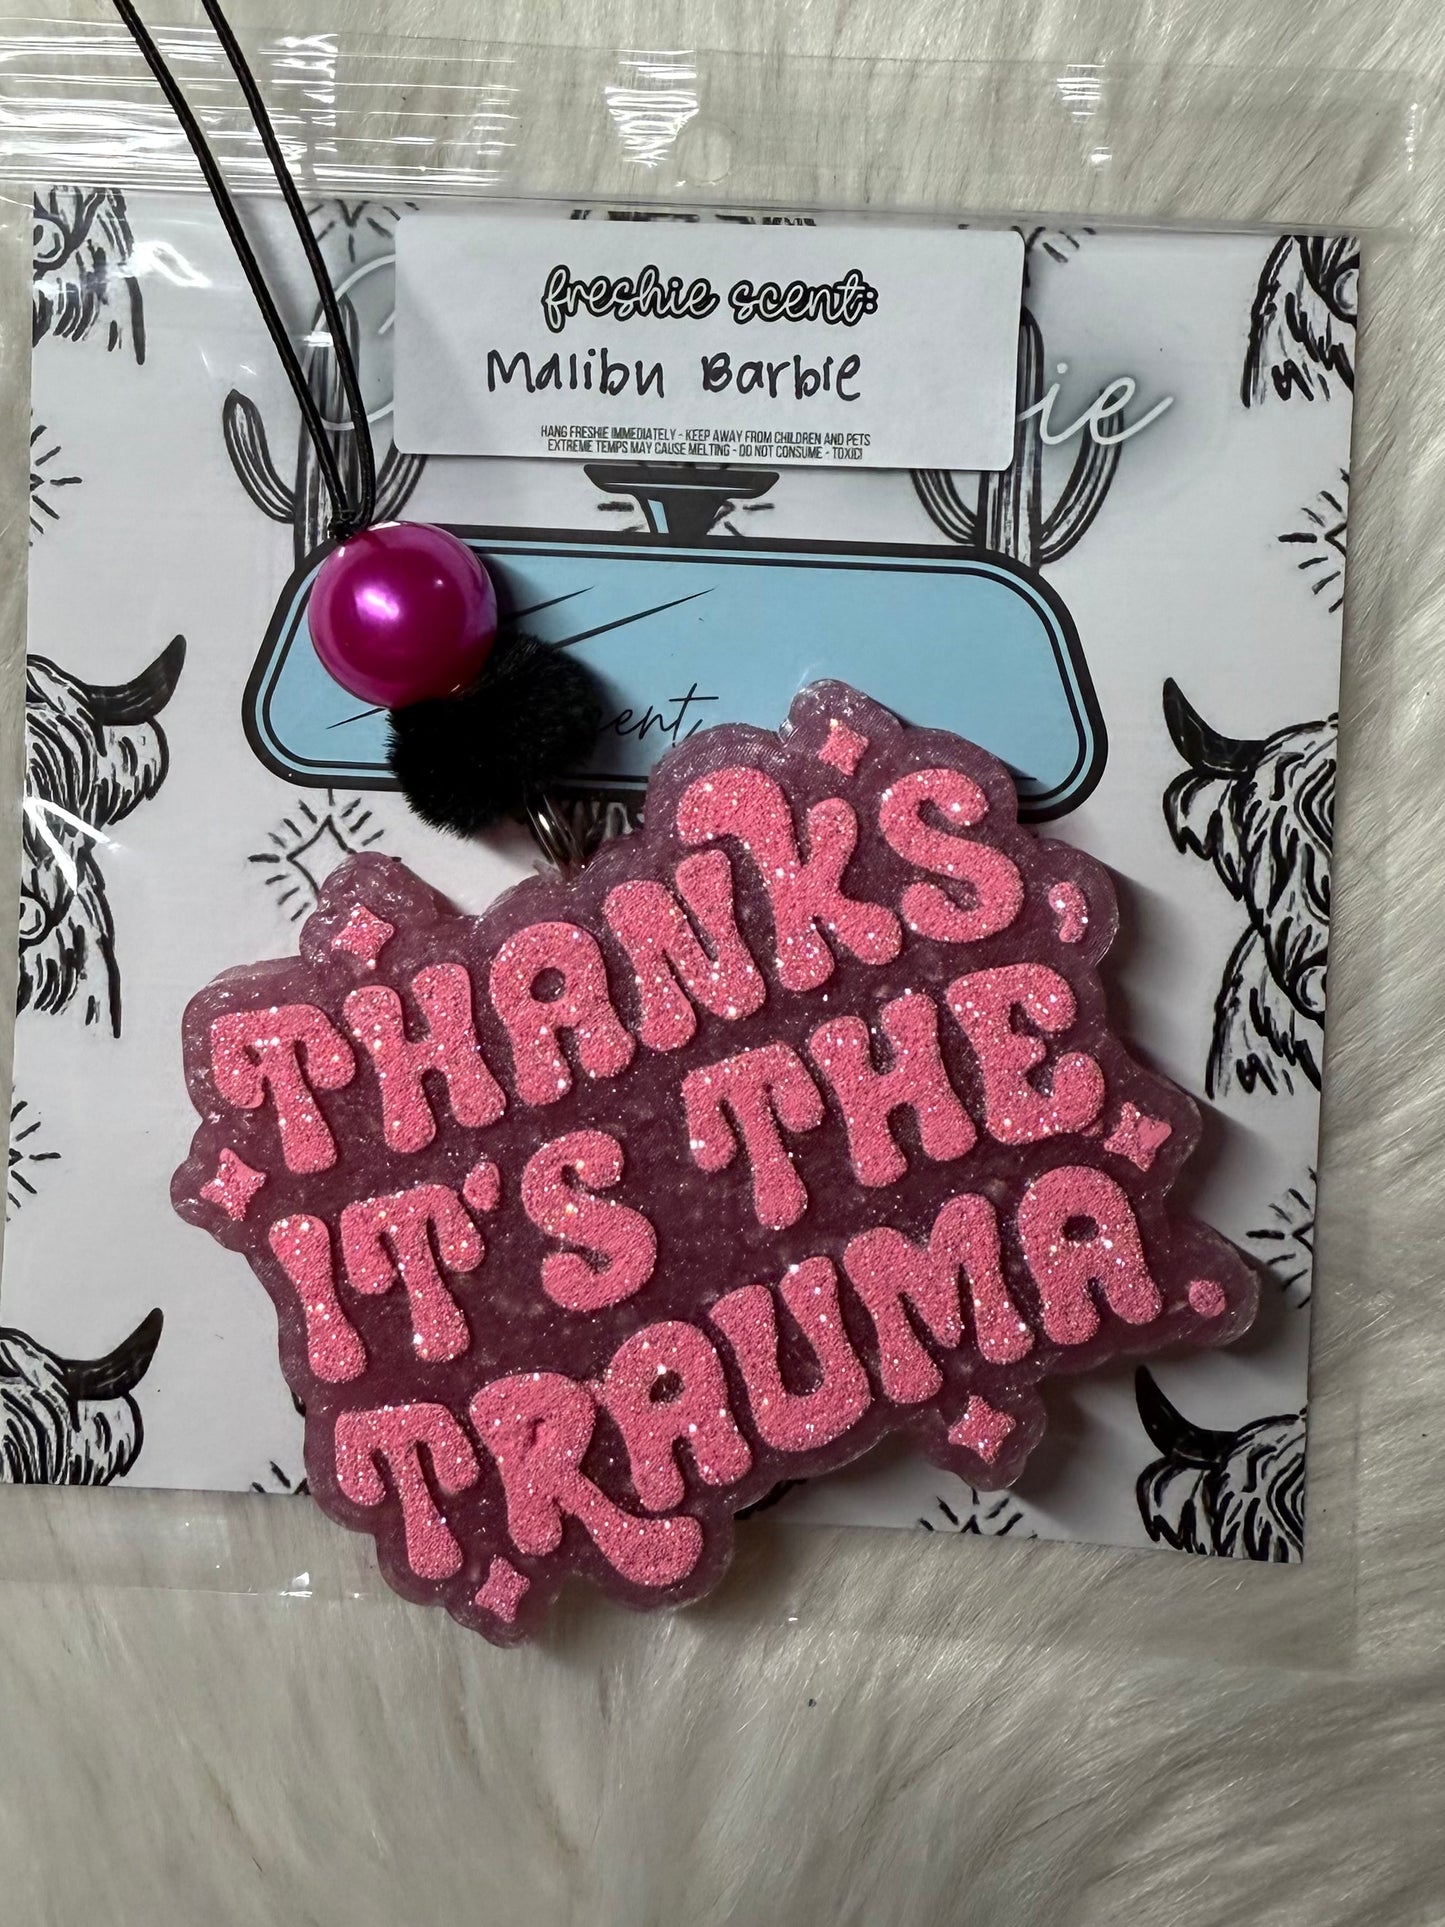 freshie scent:
Malibu Barbie
HANG FRESHIE IMMEDIATELY - KEEP AWAY FROM CHILDREN AND PETS
EXTREME TEMPS MAY CAUSE MELTING - DO NOT CONSUME - TOXIC!
THANKS,
IT'S THE
TRAUMA.